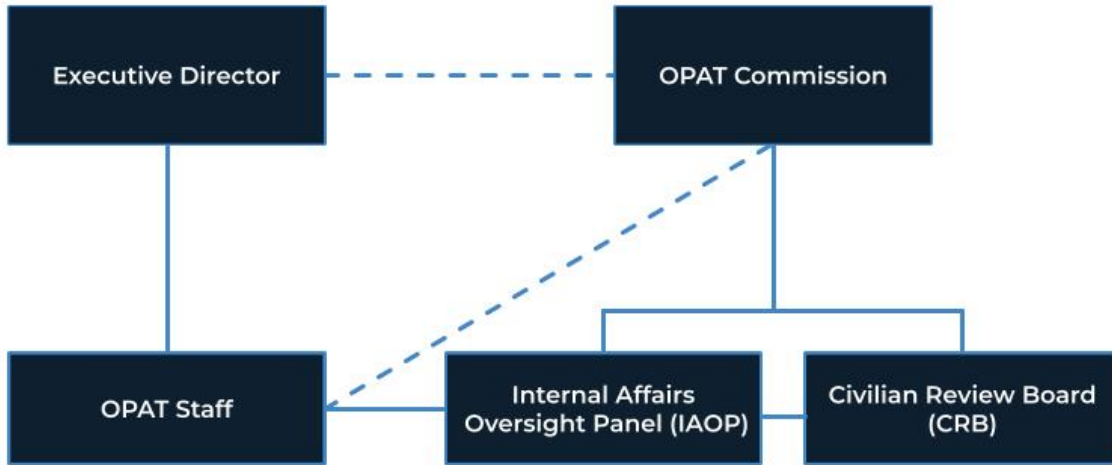 Executive Director
OPAT Commission
OPAT Staff
Internal Affairs
Oversight Panel (IAOP)
Civilian Review Board
(CRB)